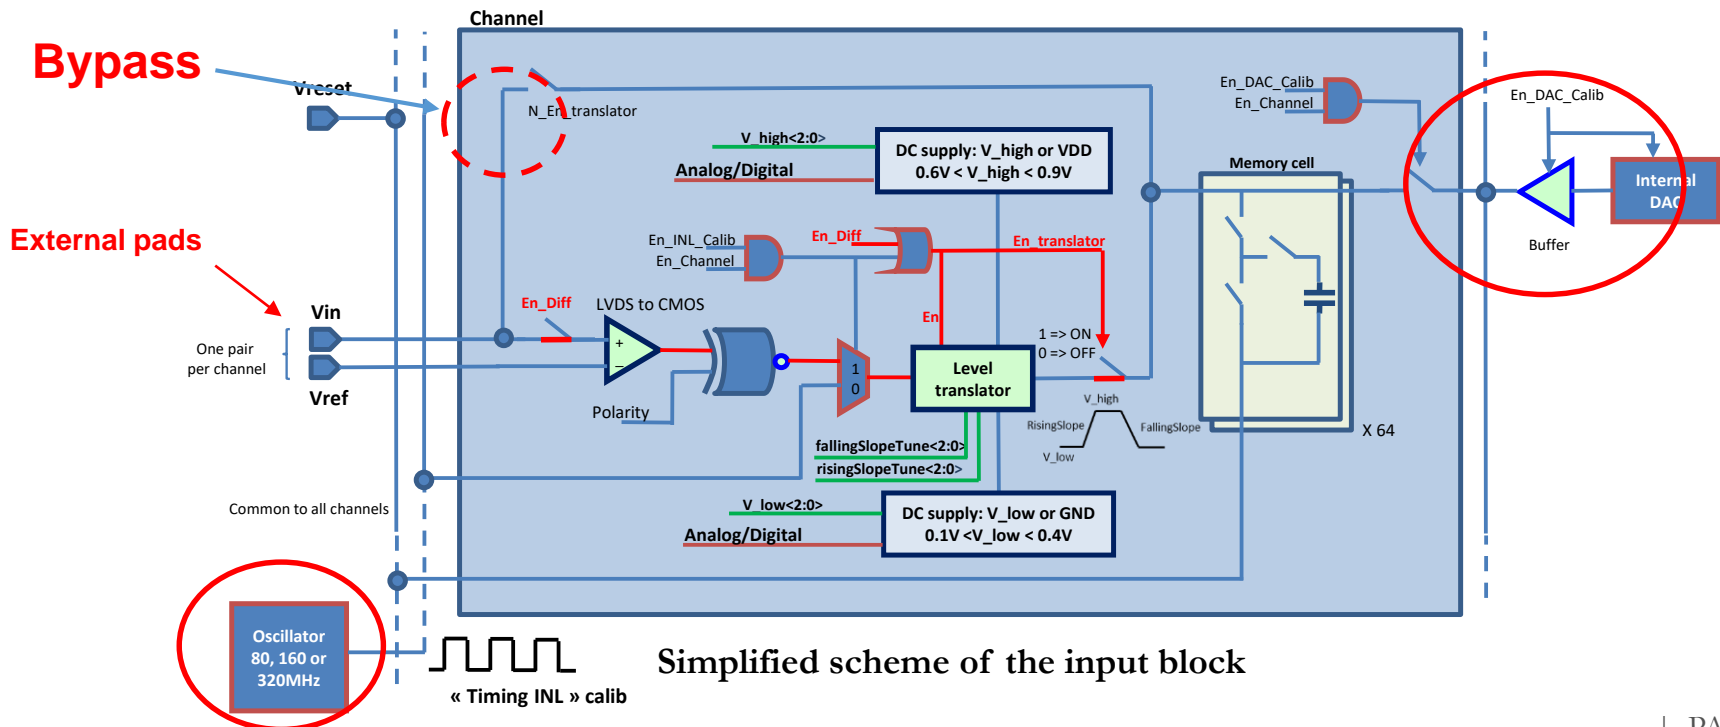 Channel
Bypass
Vreset
N_En_translator
En_DAC_Calib
En_Channel
En_DAC_Calib
V_high<2:0>
Analog/Digital
DC supply: V_high or VDD
0.6V < V_high < 0.9V
Memory cell
Internal
DAC
Buffer
External pads
En_INL_Calib
En_Channel
En_Diff
En_translator
Vin
One pair
per channel
Vref
En_Diff
LVDS to CMOS
+
–
Polarity
1
0
En
Level
translator
1 => ON
0 => OFF
V_high
RisingSlope
FallingSlope
V_low
X 64
fallingSlopeTune<2:0>
risingSlopeTune<2:0>
Common to all channels
V_low<2:0>
Analog/Digital
DC supply: V_low or GND
0.1V <V_low < 0.4V
Oscillator
80, 160 or
320MHz
« Timing INL » calib
Simplified scheme of the input block